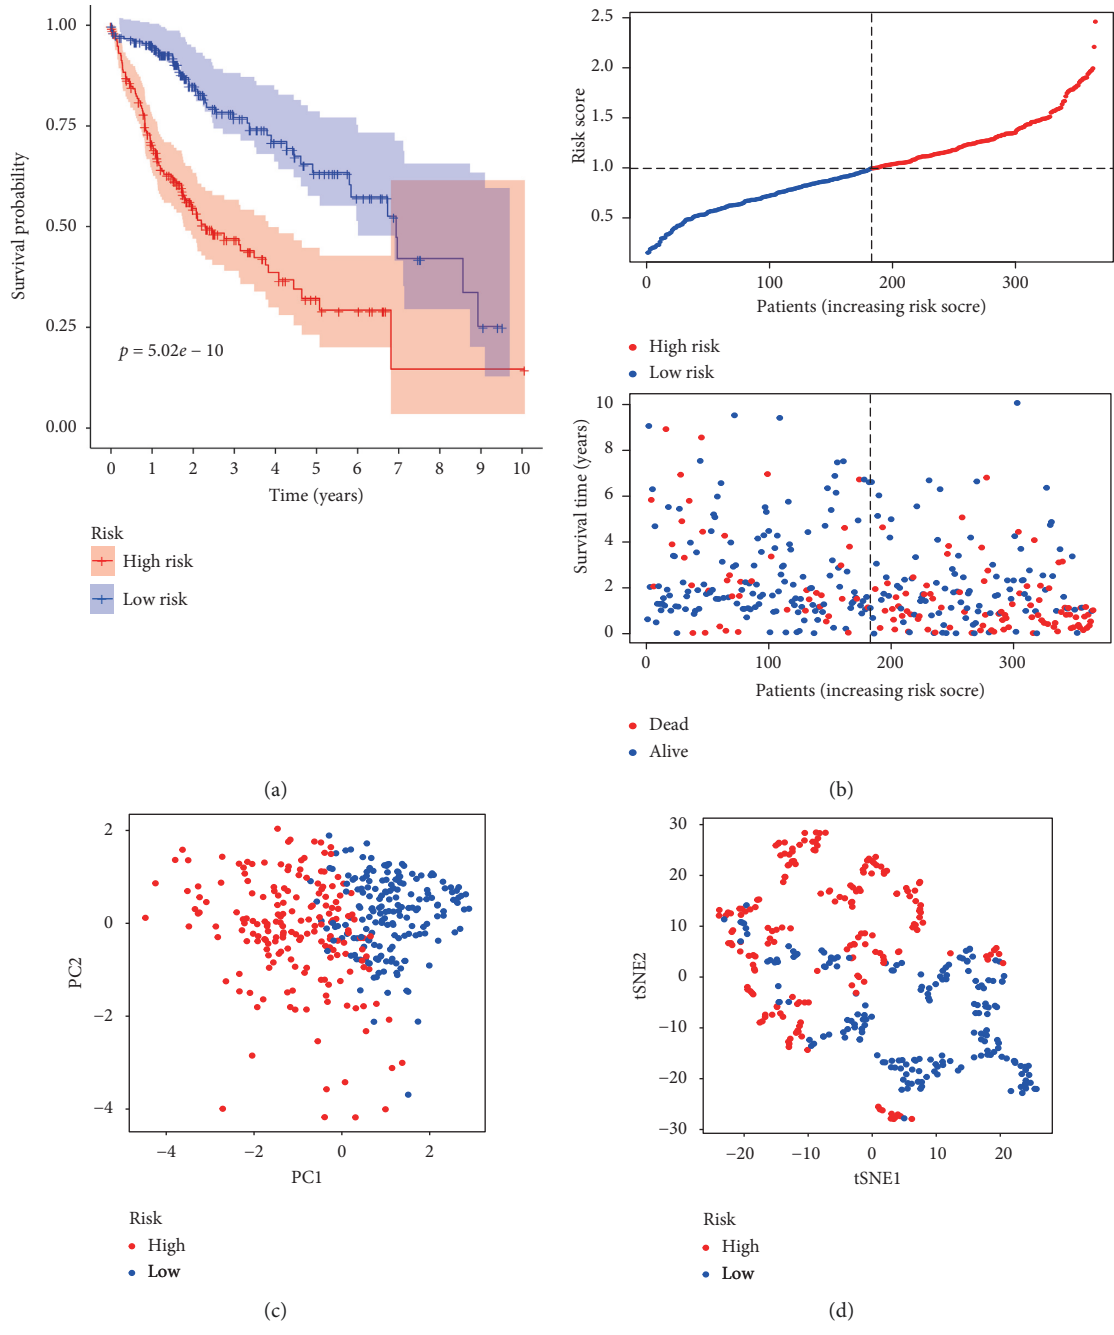 1.00
0.75
0.50
0.25
0.00
Survival probability
p = 5.02e − 10
0 1 2 3 4 5 6 7 8 9 10
Time (years)
Risk
High risk
Low risk
(a)
2.5
2.0
1.5
1.0
0.5
Risk score
0 100 200 300
Patients (increasing risk socre)
High risk
Low risk
10
8
6
4
2
0
Survival time (years)
0 100 200 300
Patients (increasing risk socre)
Dead
Alive
(b)
2
0
−2
−4
PC2
−4 −2 0 2
PC1
Risk
High
Low
(c)
30
20
10
0
−10
−20
−30
tSNE2
−20 −10 0 10 20
tSNE1
Risk
High
Low
(d)